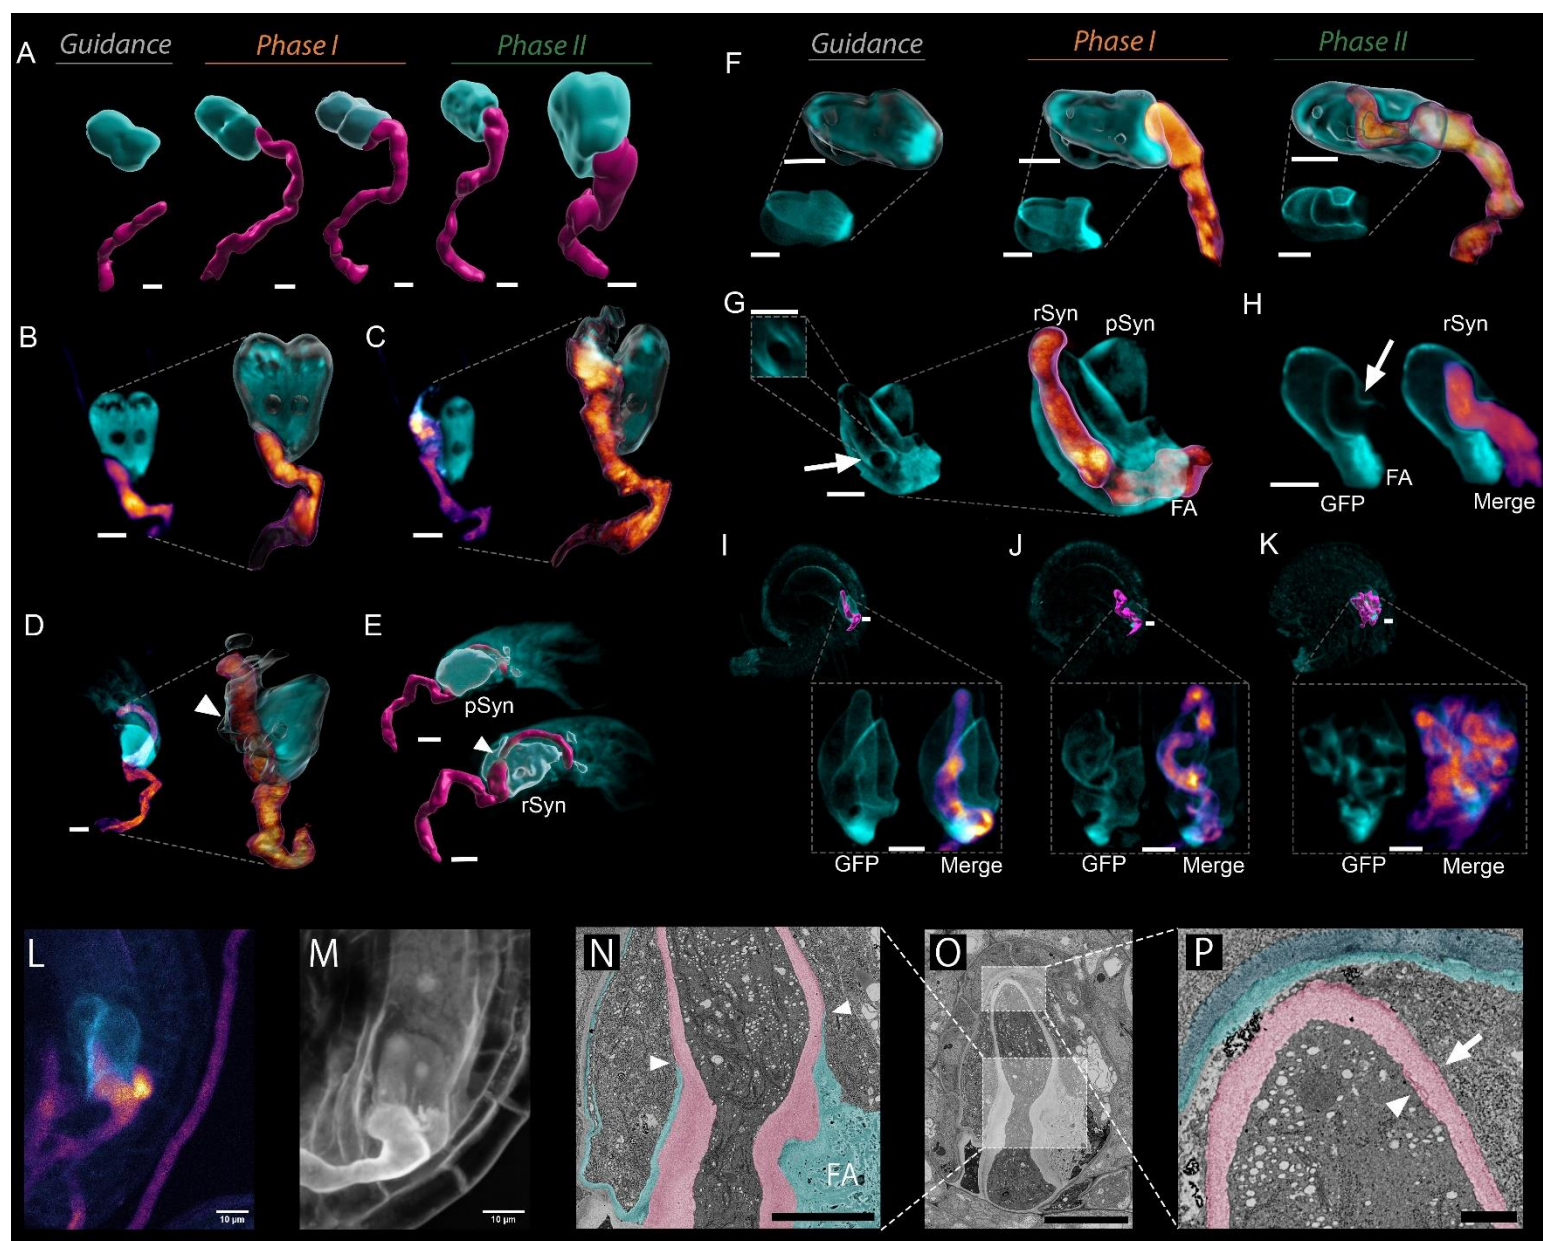 Guidance Phase I Phase II
A
Guidance Phase I Phase II
F
B
C
G
rSyn pSyn
FA
H
rSyn
FA
GFP
Merge
D
E
pSyn
rSyn
I
J
K
GFP Merge
GFP Merge
GFP Merge
L
10 µm
M
10 µm
N
FA
O
P